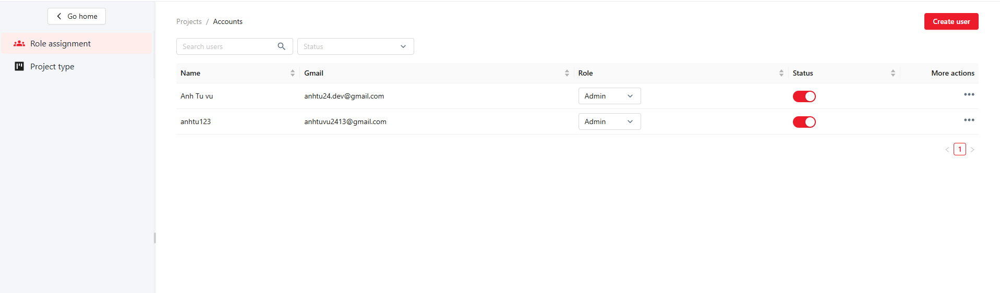 Go home
Role assignment
Project type
Projects / Accounts
Create user
Search users
Status
Name Gmail Role Status More actions
Anh Tu vu anhtu24.dev@gmail.com Admin
anhtu123 anhtuvu2413@gmail.com Admin
1